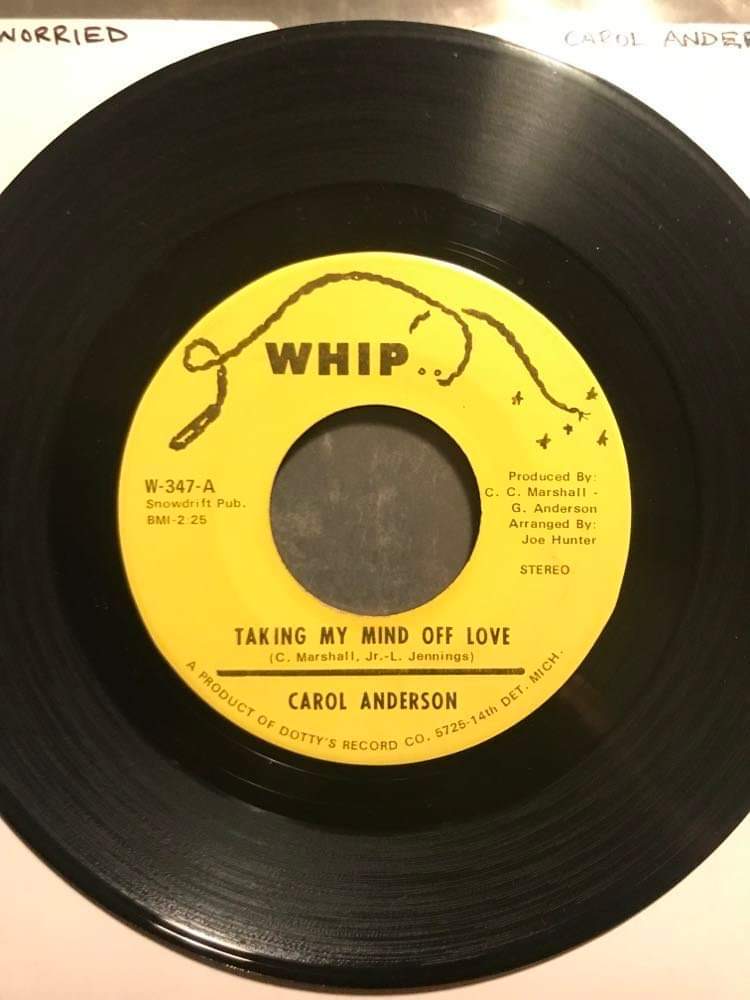 WORRIED
CAROL ANDER
WHIP..
W-347-A
Snowdrift Pub.
BMI-2:25
Produced By:
C. C. Marshall -
G. Anderson
Arranged By:
Joe Hunter
STEREO
TAKING MY MIND OFF LOVE
(C. Marshall, Jr.-L. Jennings)
CAROL ANDERSON
A PRODUCT OF DOTTY'S RECORD CO. 5725-14th DET. MICH.